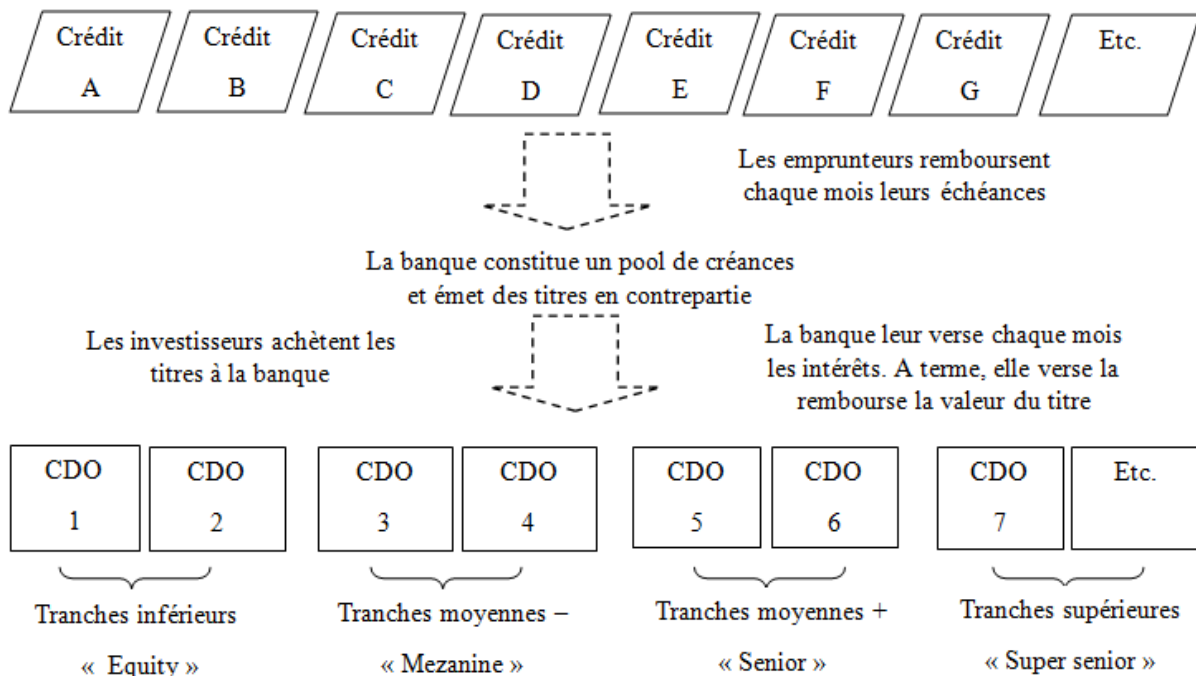 Crédit Crédit Crédit Crédit Crédit Crédit Crédit Etc.
A B C D E F G
Les emprunteurs remboursent
chaque mois leurs échéances
La banque constitue un pool de créances
et émet des titres en contrepartie
Les investisseurs achètent les
titres à la banque
La banque leur verse chaque mois
les intérêts. A terme, elle verse la
rembourse la valeur du titre
CDO CDO CDO CDO CDO CDO CDO Etc.
1 2 3 4 5 6 7
Tranches inférieurs
« Equity »
Tranches moyennes –
« Mezanine »
Tranches moyennes +
« Senior »
Tranches supérieures
« Super senior »